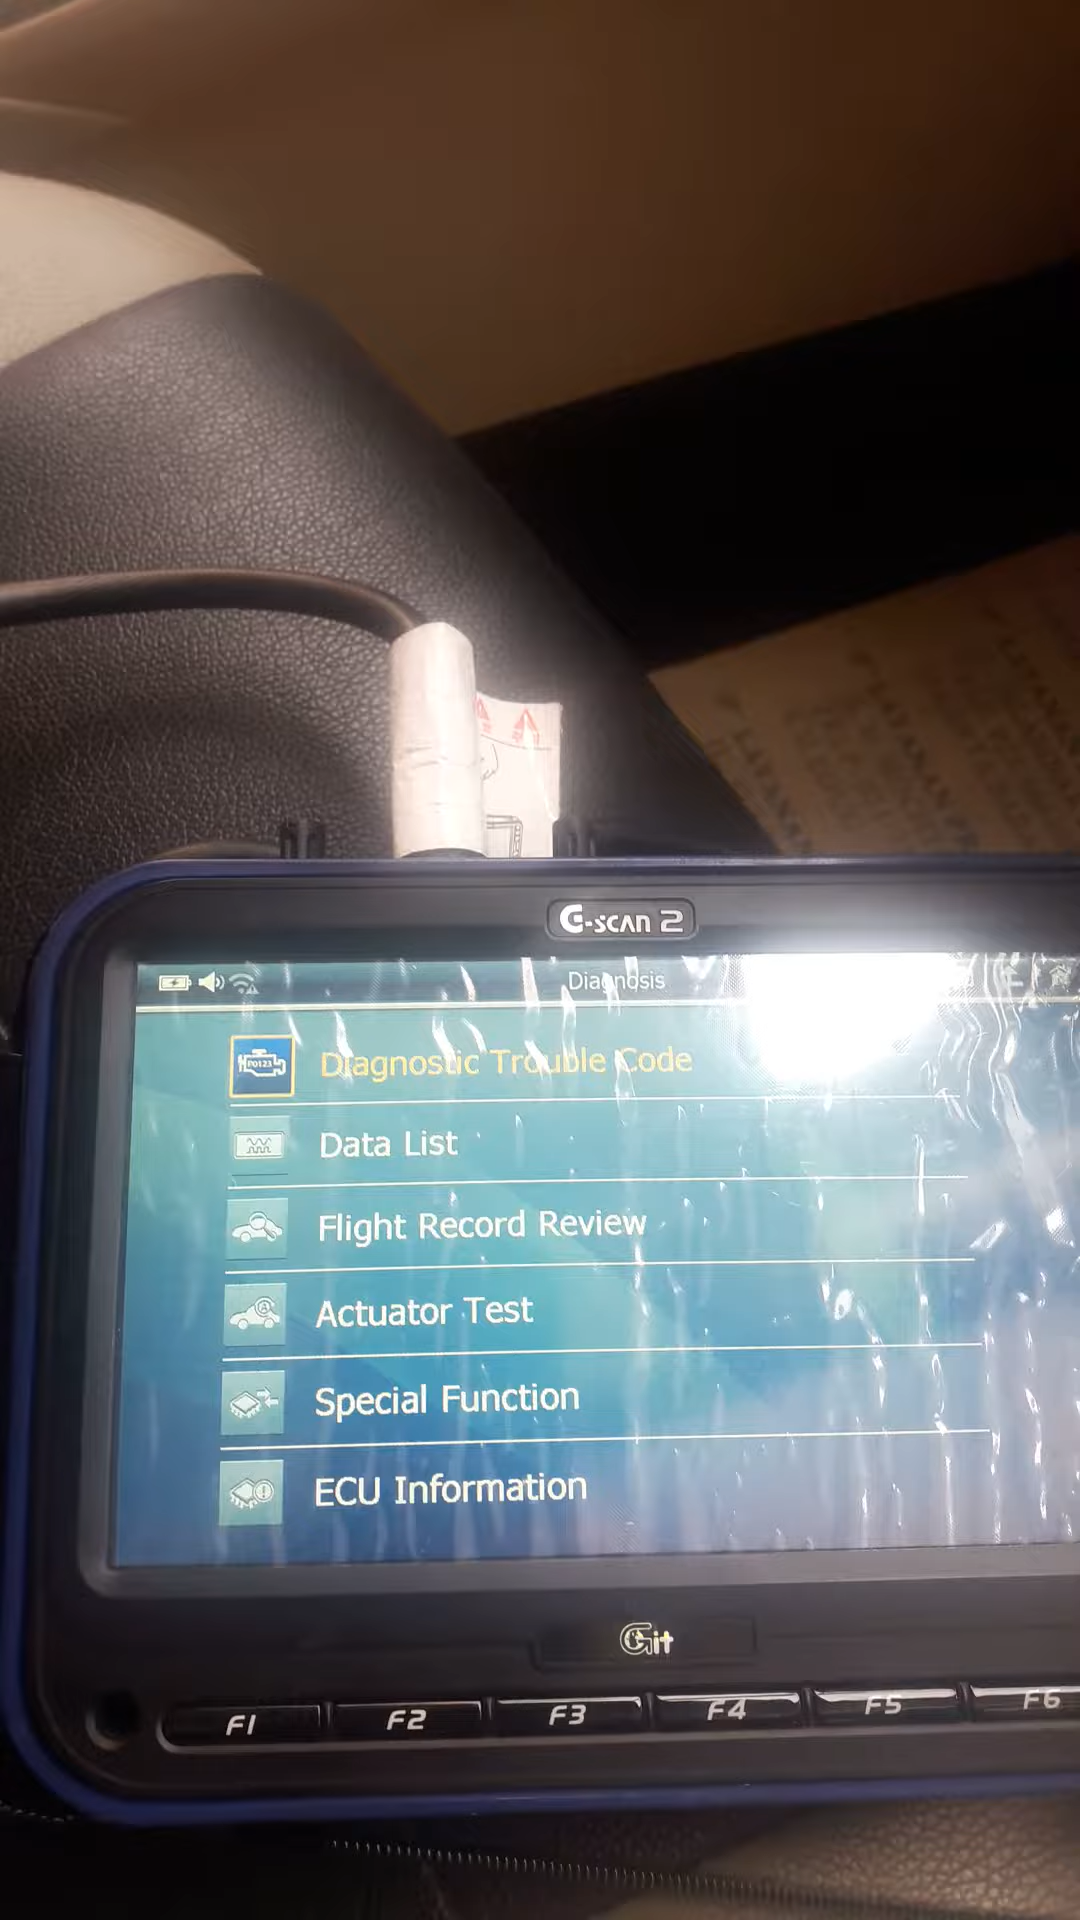 G-scan 2
Diagnosis
P0123
Diagnostic Trouble Code
Data List
Flight Record Review
Actuator Test
Special Function
ECU Information
Git
F1 F2 F3 F4 F5 F6